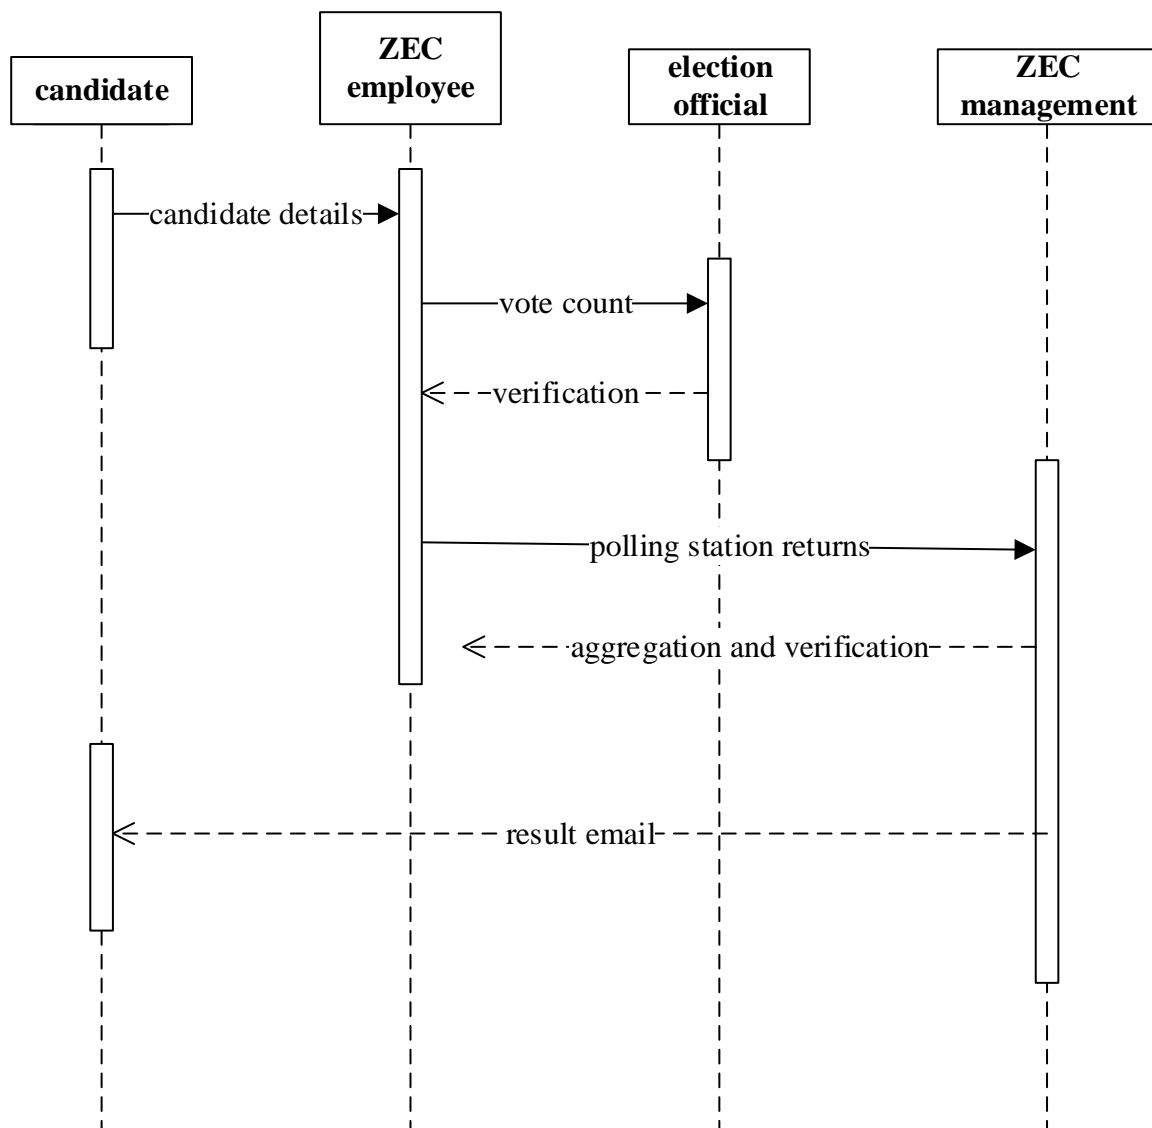 candidate
ZEC
employee
election
official
ZEC
management
candidate details
vote count
verification
polling station returns
aggregation and verification
result email